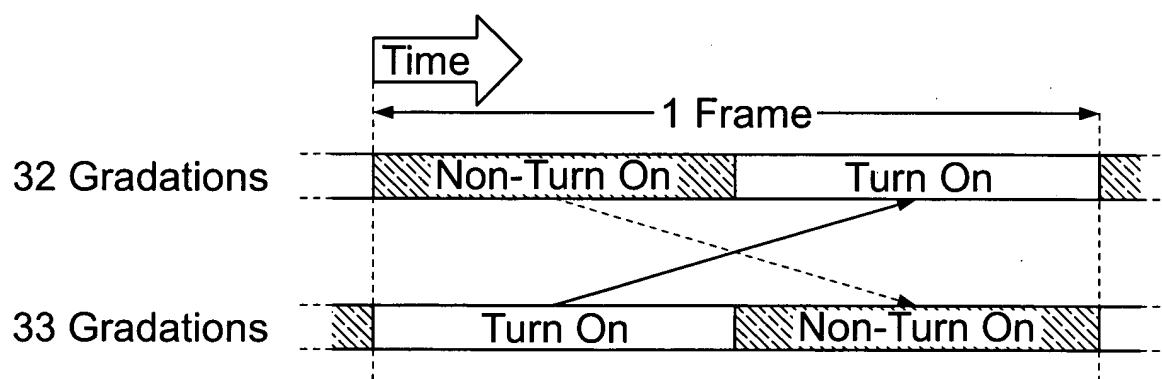 Time
1 Frame
32 Gradations Non-Turn On Turn On
33 Gradations Turn On Non-Turn On